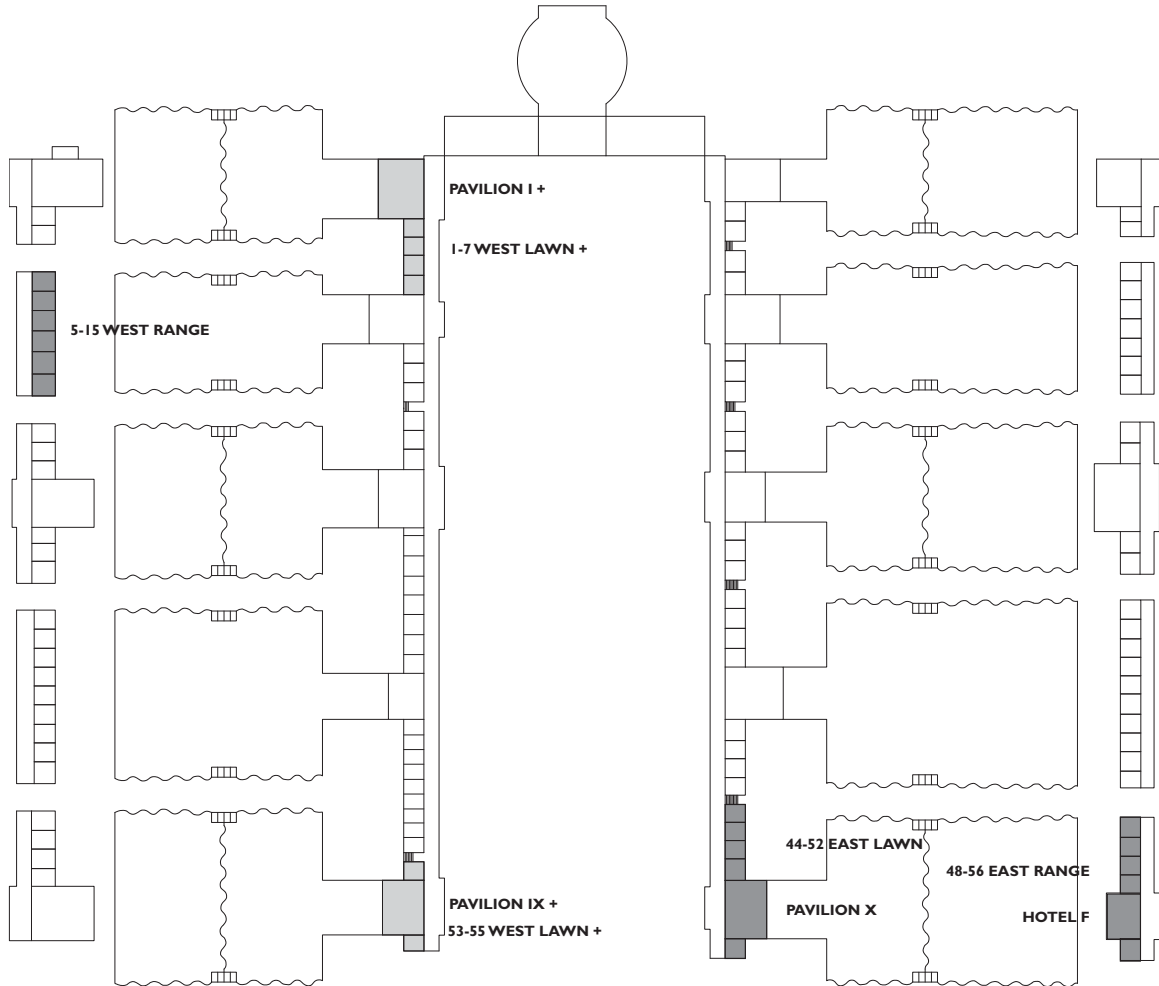 PAVILION I +
1-7 WEST LAWN +
5-15 WEST RANGE
44-52 EAST LAWN
48-56 EAST RANGE
PAVILION IX +
PAVILION X
HOTEL F
53-55 WEST LAWN +